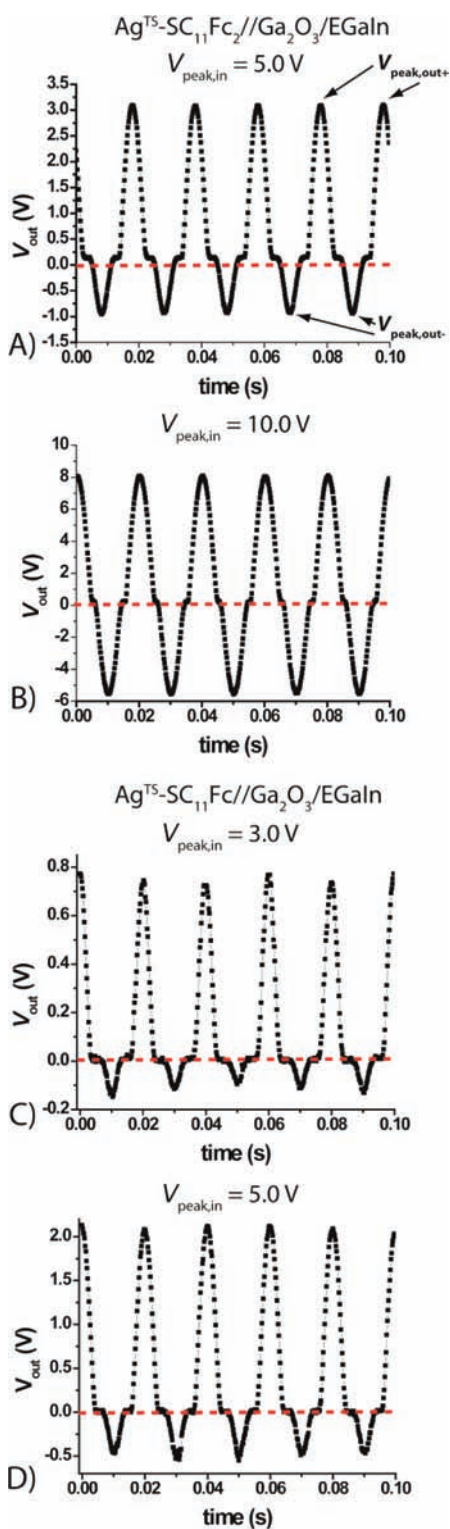 Ag^TS-SC₁₁Fc₂//Ga₂O₃/EGaIn
V_peak,in = 5.0 V
V_peak,out+
3.5
3.0
2.5
2.0
1.5
1.0
0.5
0.0
-0.5
-1.0
-1.5
V_out (V)
V_peak,out-
0.00 0.02 0.04 0.06 0.08 0.10
A)
time (s)
V_peak,in = 10.0 V
10
8
6
4
2
0
-2
-4
-6
V_out (V)
0.00 0.02 0.04 0.06 0.08 0.10
B)
time (s)
Ag^TS-SC₁₁Fc//Ga₂O₃/EGaIn
V_peak,in = 3.0 V
0.8
0.6
0.4
0.2
0.0
-0.2
V_out (V)
0.00 0.02 0.04 0.06 0.08 0.10
C)
time (s)
V_peak,in = 5.0 V
2.0
1.5
1.0
0.5
0.0
-0.5
V_out (V)
0.00 0.02 0.04 0.06 0.08 0.10
D)
time (s)